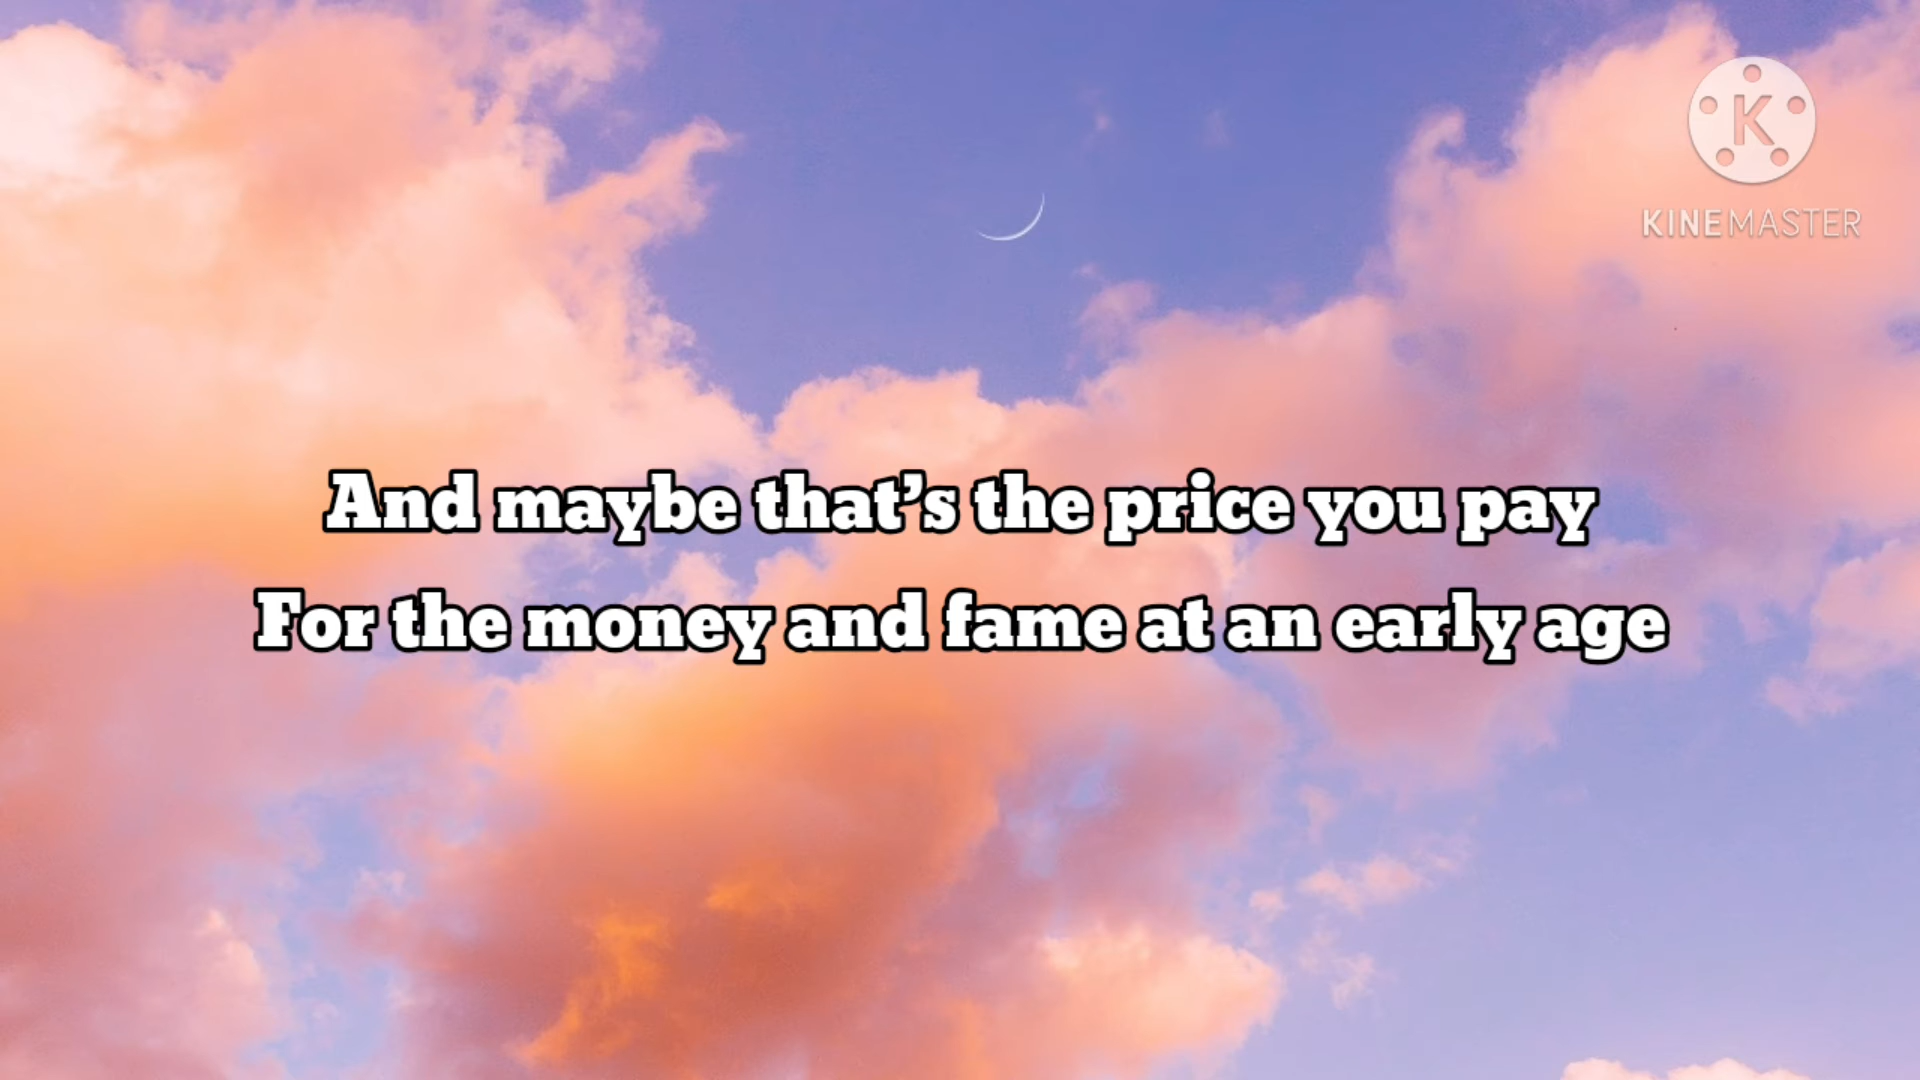 K
KINEMASTER
And maybe that’s the price you pay
For the money and fame at an early age